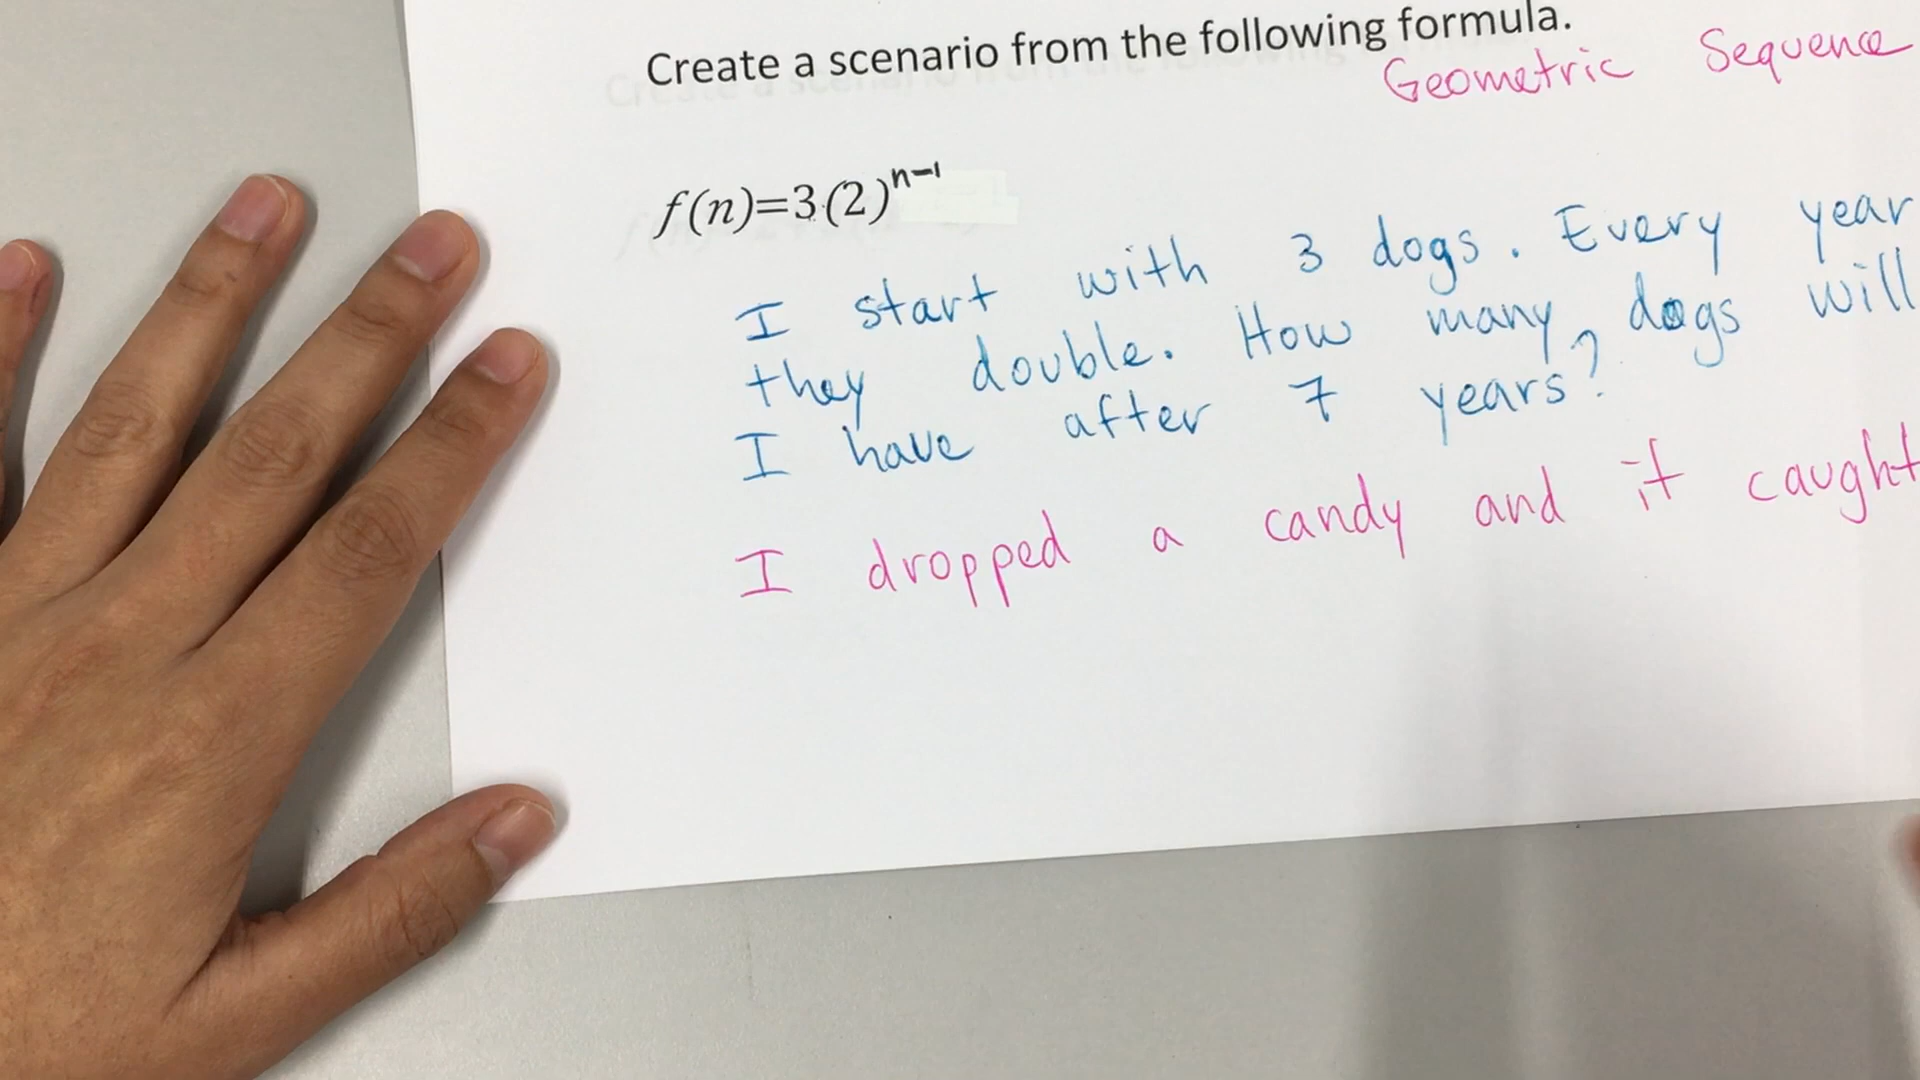 Create a scenario from the following formula.
Geometric Sequence
f(n)=3(2)^{n-1}
I start with 3 dogs. Every year
they double. How many dogs will
I have after 7 years?
I dropped a candy and it caught